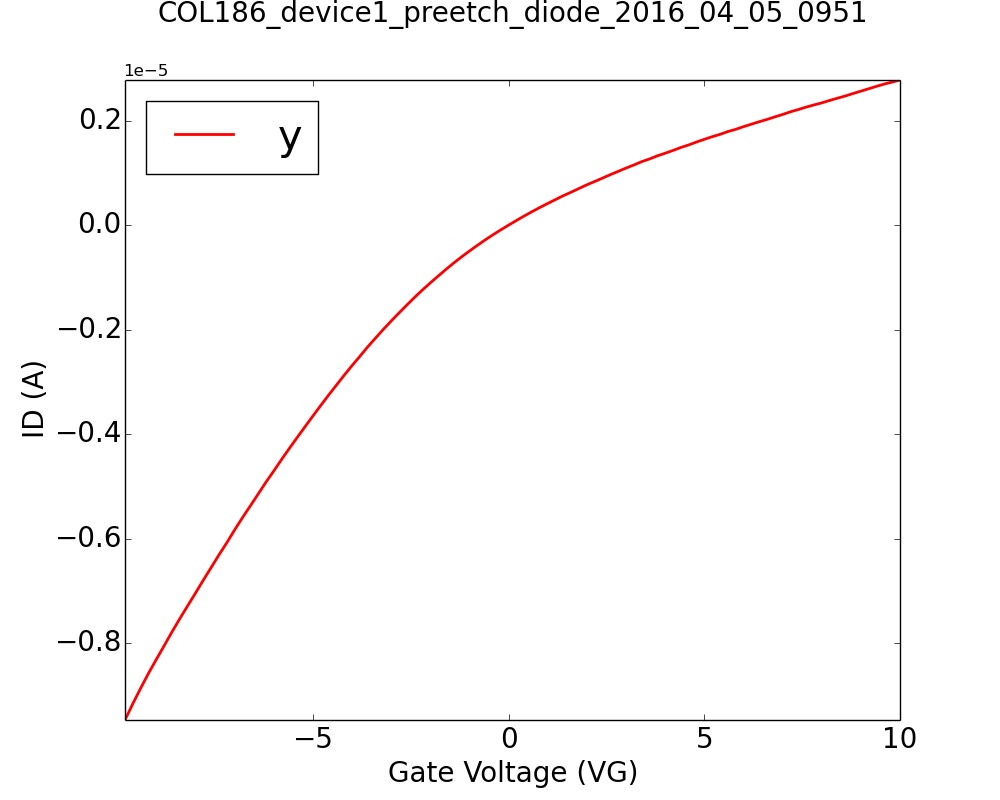 COL186_device1_preetch_diode_2016_04_05_0951
1e−5
y
0.2
0.0
−0.2
−0.4
−0.6
−0.8
ID (A)
−5 0 5 10
Gate Voltage (VG)